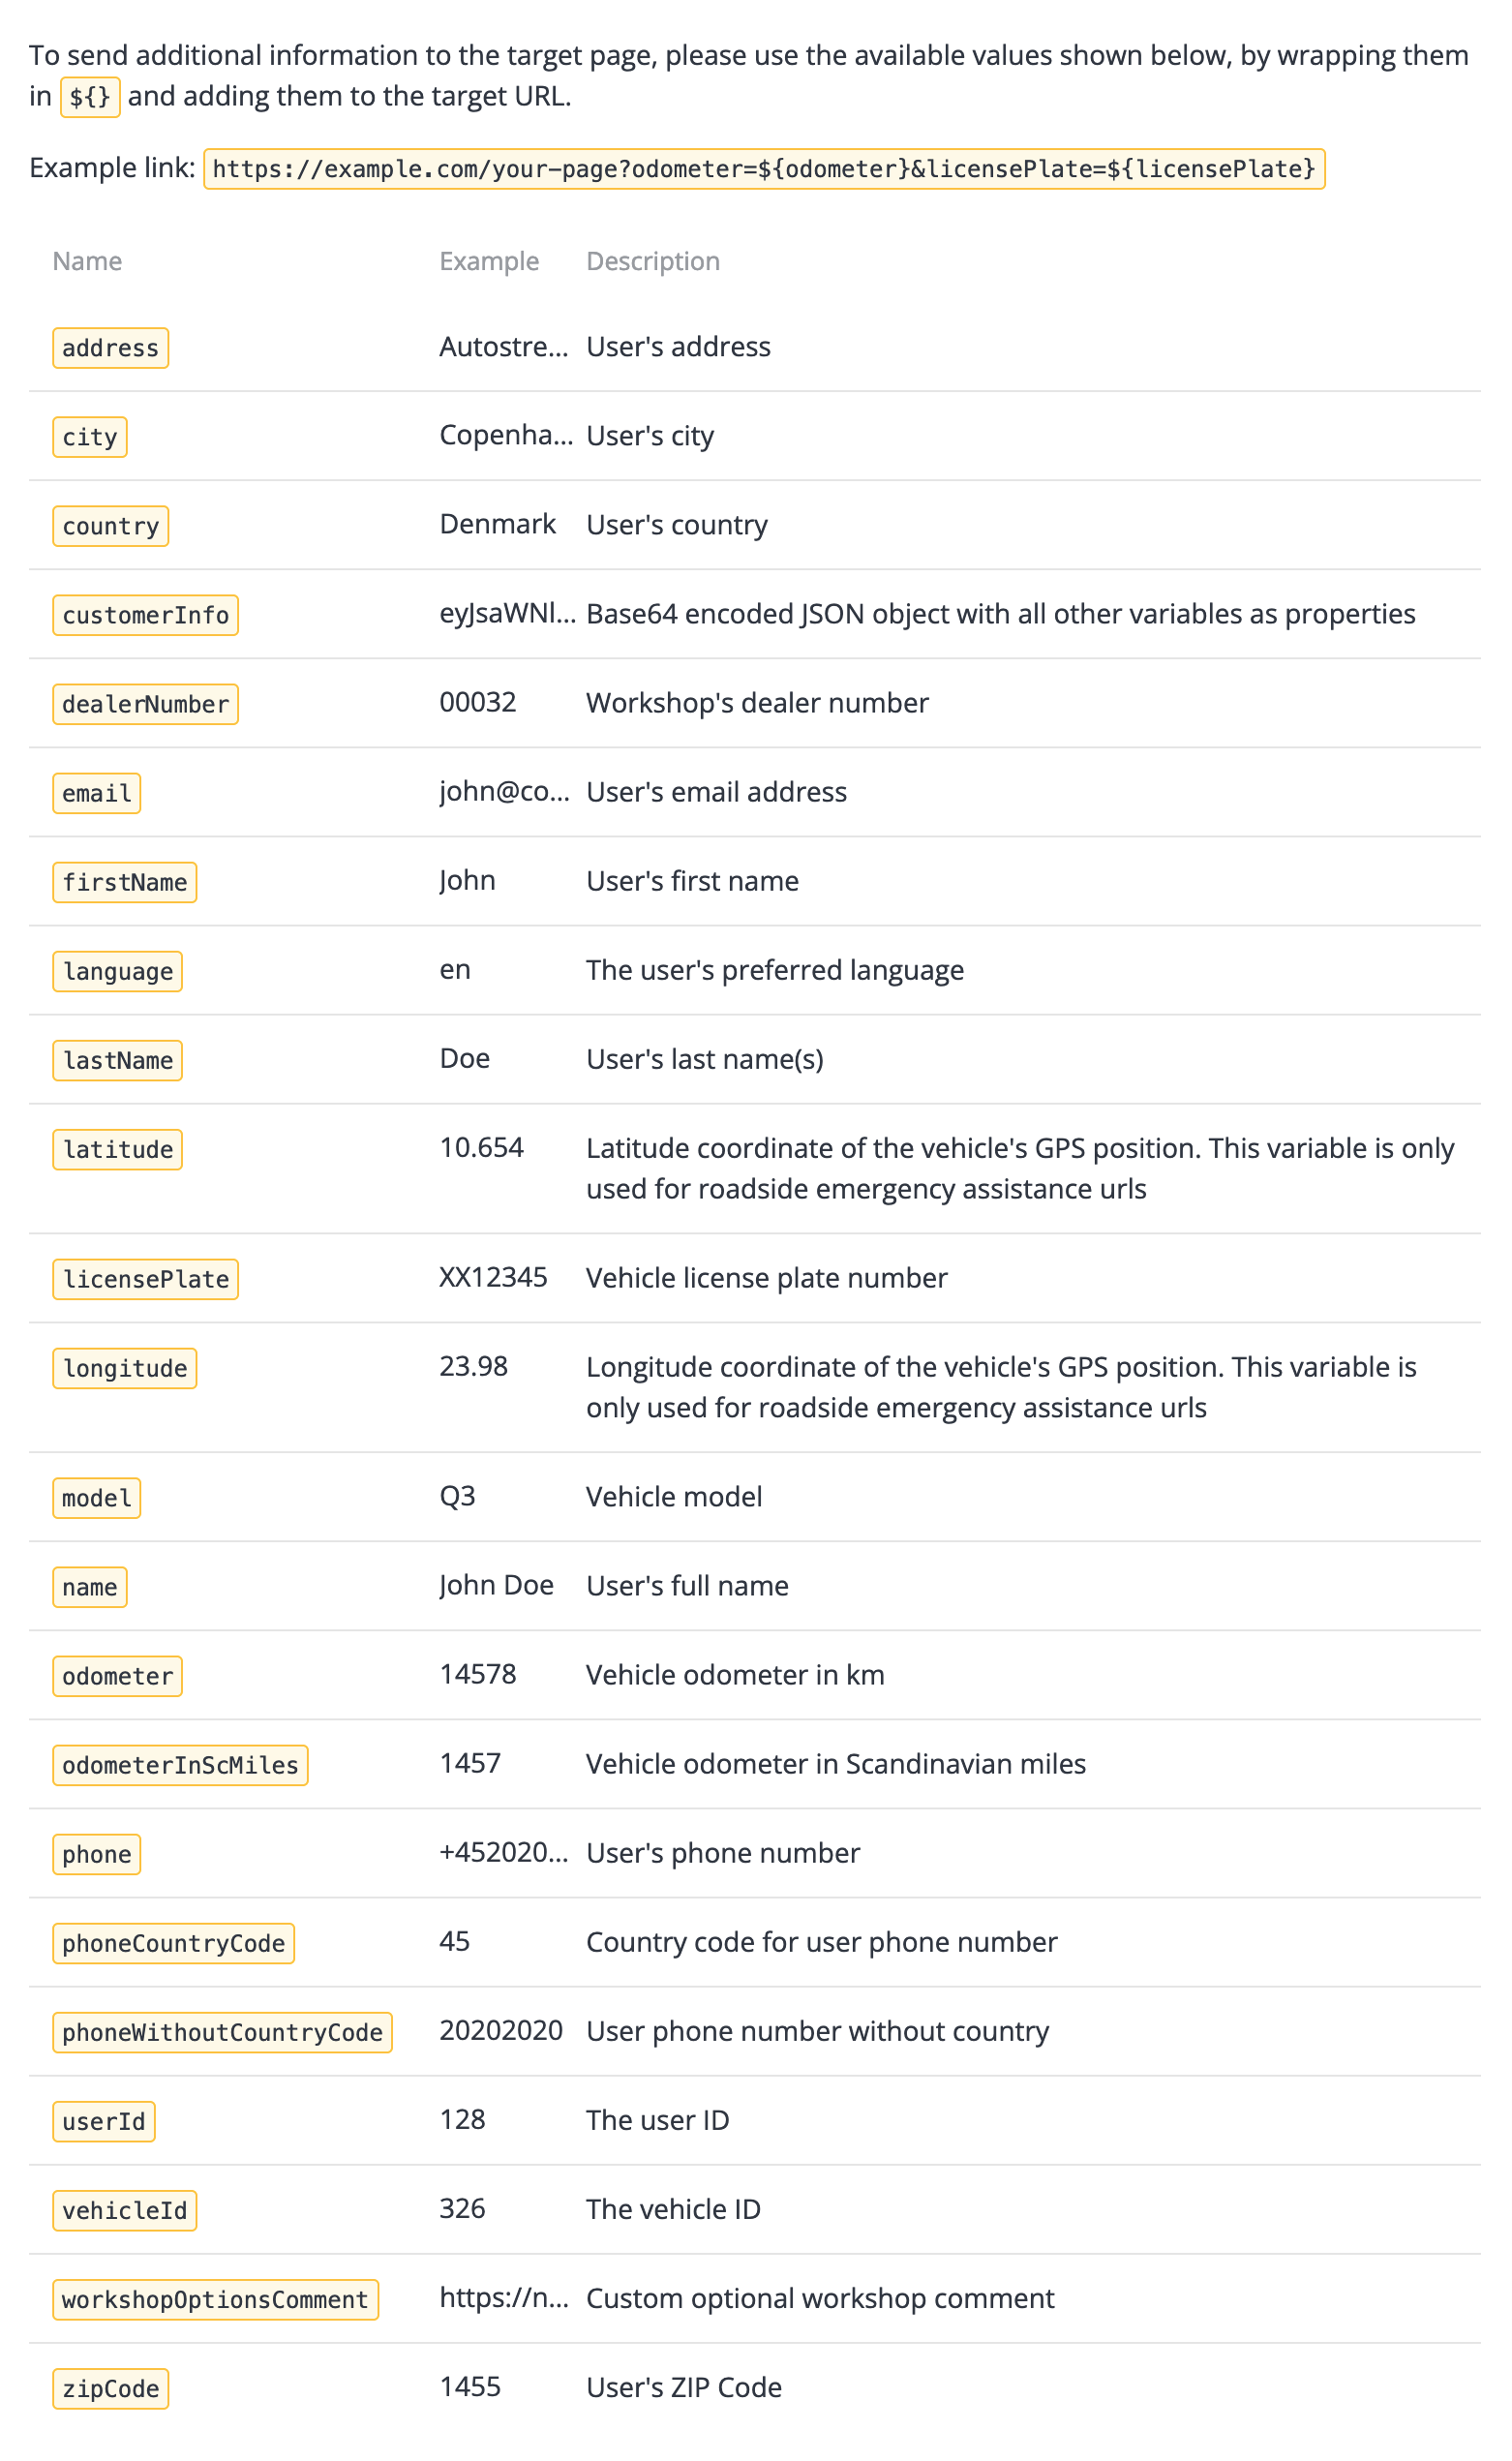 To send additional information to the target page, please use the available values shown below, by wrapping them
in ${} and adding them to the target URL.
Example link: https://example.com/your-page?odometer=${odometer}&licensePlate=${licensePlate}
Name Example Description
address Autostre... User's address
city Copenha... User's city
country Denmark User's country
customerInfo eyJsaWNl... Base64 encoded JSON object with all other variables as properties
dealerNumber 00032 Workshop's dealer number
email john@co... User's email address
firstName John User's first name
language en The user's preferred language
lastName Doe User's last name(s)
latitude 10.654 Latitude coordinate of the vehicle's GPS position. This variable is only
used for roadside emergency assistance urls
licensePlate XX12345 Vehicle license plate number
longitude 23.98 Longitude coordinate of the vehicle's GPS position. This variable is
only used for roadside emergency assistance urls
model Q3 Vehicle model
name John Doe User's full name
odometer 14578 Vehicle odometer in km
odometerInScMiles 1457 Vehicle odometer in Scandinavian miles
phone +452020... User's phone number
phoneCountryCode 45 Country code for user phone number
phoneWithoutCountryCode 20202020 User phone number without country
userId 128 The user ID
vehicleId 326 The vehicle ID
workshopOptionsComment https://n... Custom optional workshop comment
zipCode 1455 User's ZIP Code